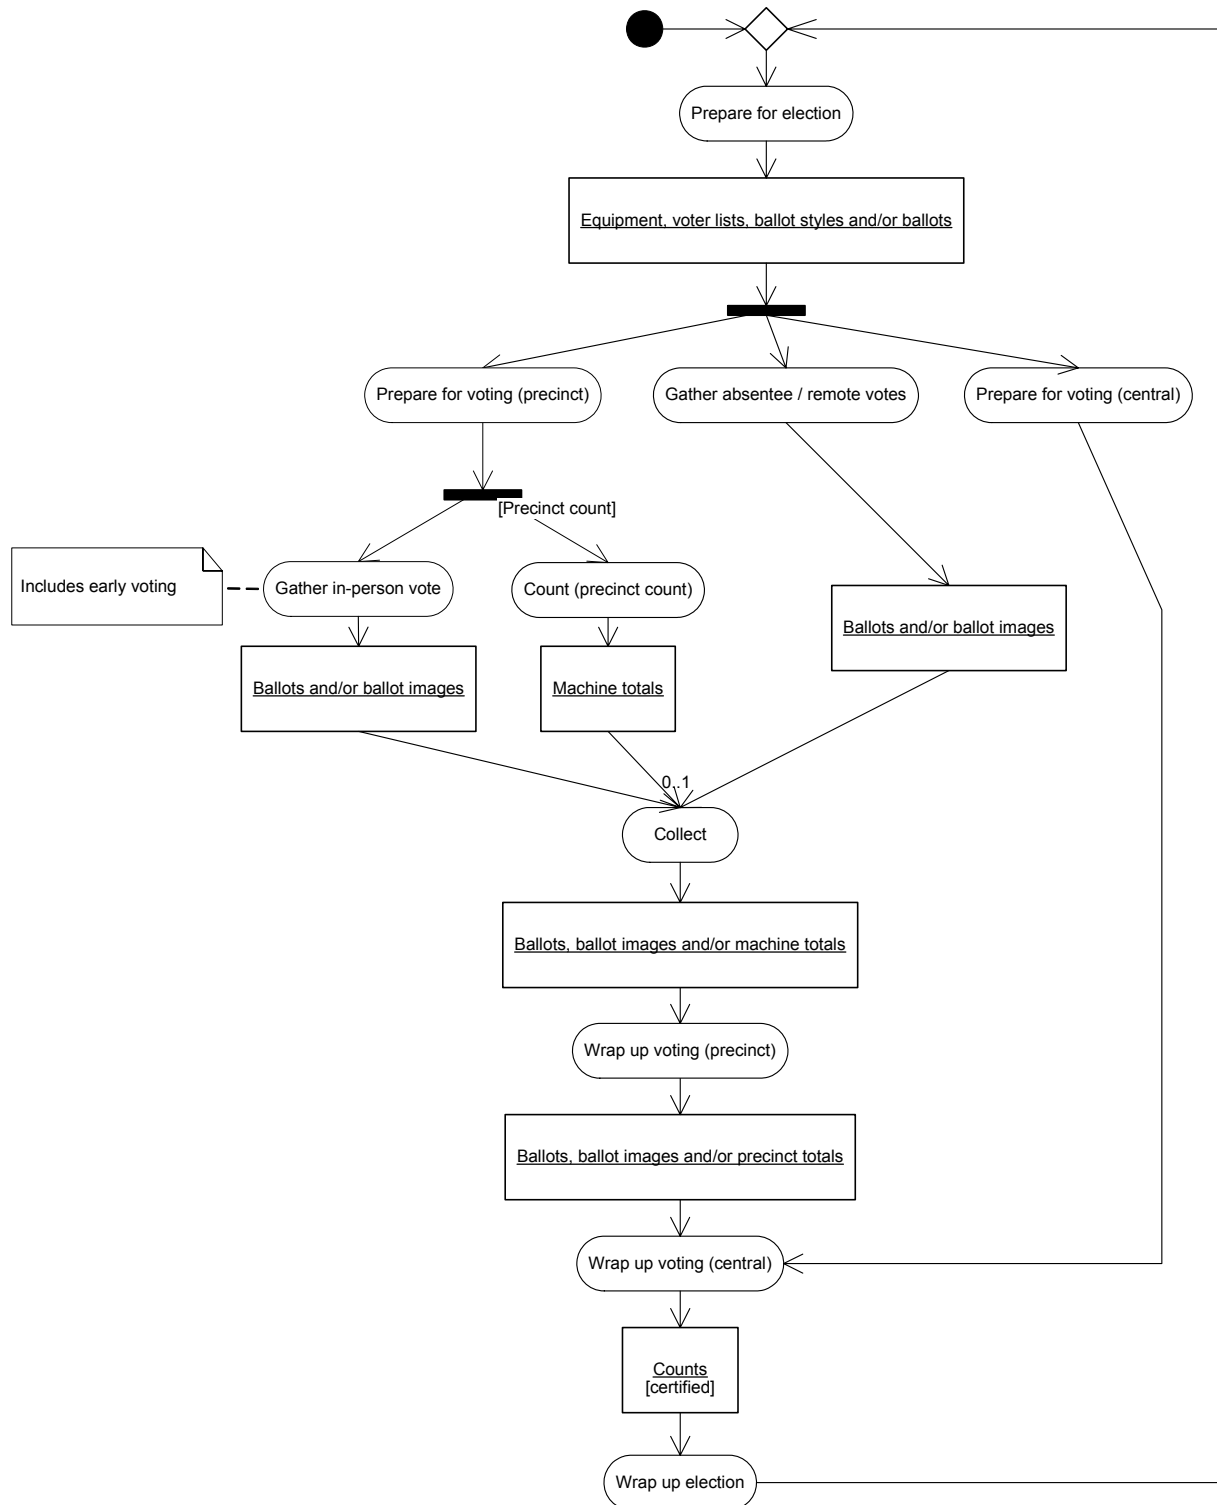 Prepare for election
Equipment, voter lists, ballot styles and/or ballots
Prepare for voting (precinct)
Gather absentee / remote votes
Prepare for voting (central)
[Precinct count]
Includes early voting
Gather in-person vote
Count (precinct count)
Ballots and/or ballot images
Ballots and/or ballot images
Machine totals
0..1
Collect
Ballots, ballot images and/or machine totals
Wrap up voting (precinct)
Ballots, ballot images and/or precinct totals
Wrap up voting (central)
Counts
[certified]
Wrap up election